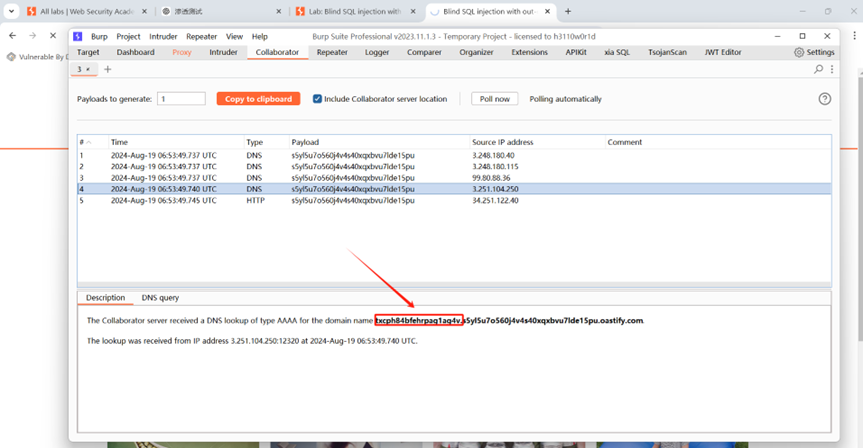 All labs | Web Security Acade
渗透测试
Lab: Blind SQL injection with
Blind SQL injection with out-
Burp Project Intruder Repeater View Help
Burp Suite Professional v2023.11.1.3 - Temporary Project - licensed to h3110w0r1d
Vulnerable By D
Target Dashboard Proxy Intruder Collaborator Repeater Logger Comparer Organizer Extensions APIKit xia SQL TsojanScan JWT Editor Settings
3
Payloads to generate: 1 Copy to clipboard Include Collaborator server location Poll now Polling automatically
# Time Type Payload Source IP address Comment
1 2024-Aug-19 06:53:49.737 UTC DNS s5yl5u7o560j4v4s40xqxbvu7lde15pu 3.248.180.40
2 2024-Aug-19 06:53:49.737 UTC DNS s5yl5u7o560j4v4s40xqxbvu7lde15pu 3.248.180.115
3 2024-Aug-19 06:53:49.737 UTC DNS s5yl5u7o560j4v4s40xqxbvu7lde15pu 99.80.88.36
4 2024-Aug-19 06:53:49.740 UTC DNS s5yl5u7o560j4v4s40xqxbvu7lde15pu 3.251.104.250
5 2024-Aug-19 06:53:49.745 UTC HTTP s5yl5u7o560j4v4s40xqxbvu7lde15pu 34.251.122.40
Description DNS query
The Collaborator server received a DNS lookup of type AAAA for the domain name txcph84bfehrpaq1aq4v.s5yl5u7o560j4v4s40xqxbvu7lde15pu.oastify.com.
The lookup was received from IP address 3.251.104.250:12320 at 2024-Aug-19 06:53:49.740 UTC.